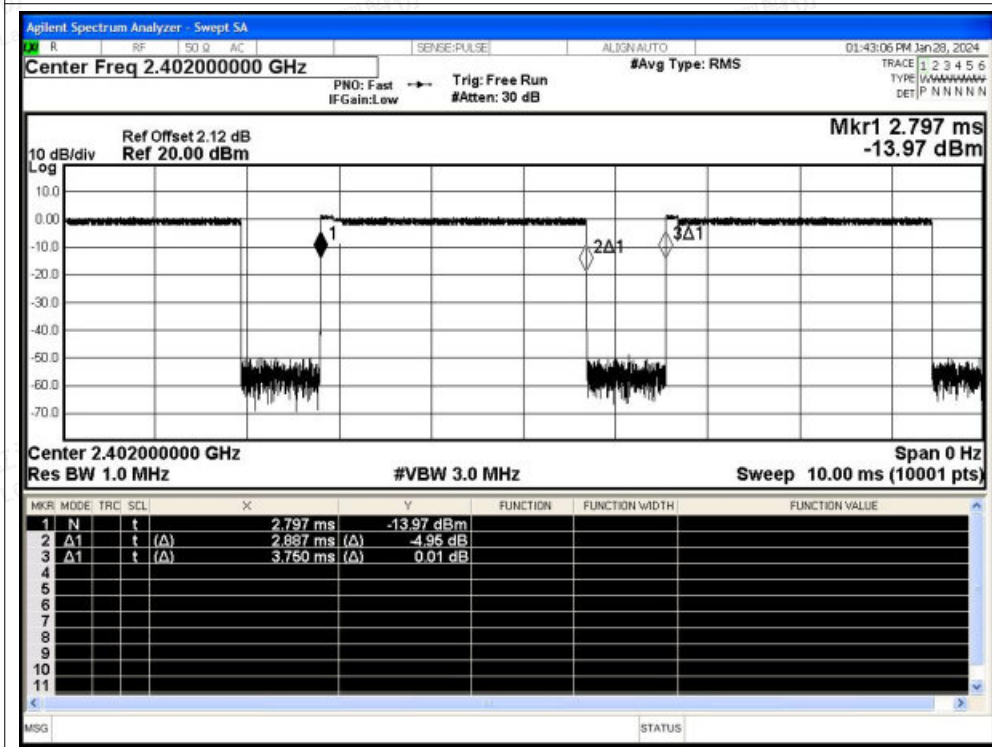 Agilent Spectrum Analyzer - Swept SA
LXI R RF 50 Ω AC SENSE:PULSE ALIGN AUTO 01:43:06 PM Jan 28, 2024
Center Freq 2.402000000 GHz #Avg Type: RMS TRACE 1 2 3 4 5 6
PNO: Fast Trig: Free Run TYPE
IFGain:Low #Atten: 30 dB DET P N N N N N
Mkr1 2.797 ms
-13.97 dBm
Ref Offset 2.12 dB
10 dB/div Ref 20.00 dBm
Log
10.0
0.00
1
2Δ1
3Δ1
-10.0
-20.0
-30.0
-40.0
-50.0
-60.0
-70.0
Center 2.402000000 GHz Span 0 Hz
Res BW 1.0 MHz #VBW 3.0 MHz Sweep 10.00 ms (10001 pts)
MKR MODE TRC SCL X Y FUNCTION FUNCTION WIDTH FUNCTION VALUE
1 N t 2.797 ms -13.97 dBm
2 Δ1 t (Δ) 2.887 ms (Δ) -4.95 dB
3 Δ1 t (Δ) 3.750 ms (Δ) 0.01 dB
4
5
6
7
8
9
10
11
MSG STATUS